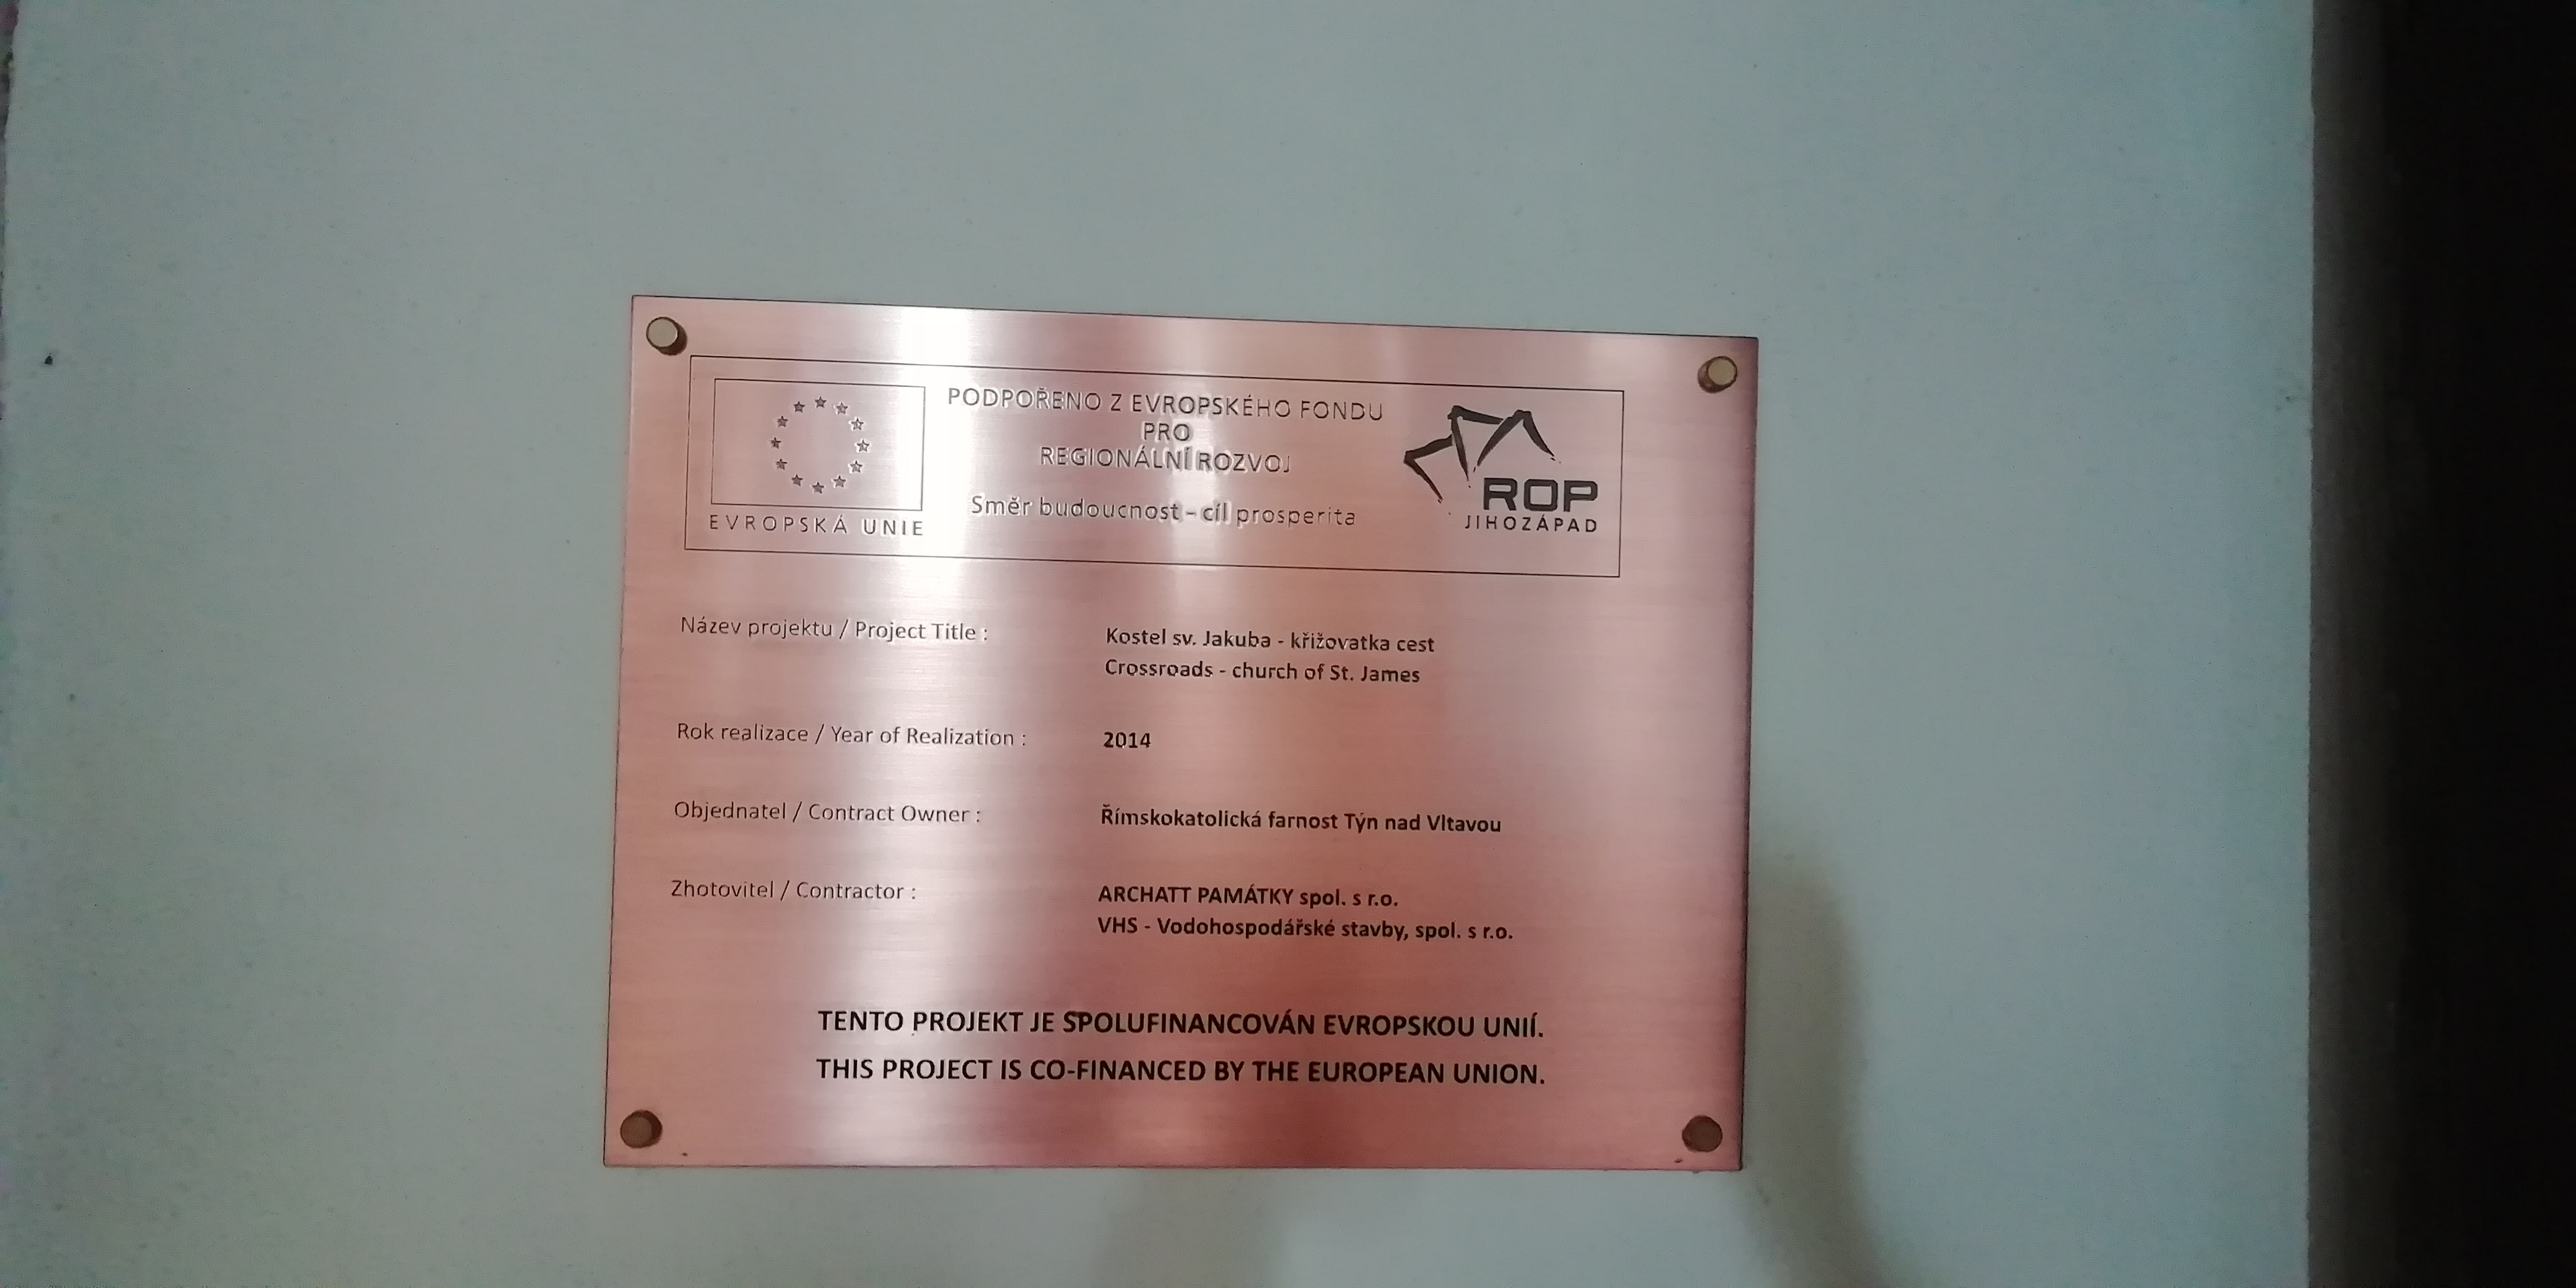 PODPOŘENO Z EVROPSKÉHO FONDU
PRO
REGIONÁLNÍ ROZVOJ
Směr budoucnost – cíl prosperita
EVROPSKÁ UNIE
ROP
JIHOZÁPAD
Název projektu / Project Title : Kostel sv. Jakuba - křižovatka cest
Crossroads - church of St. James
Rok realizace / Year of Realization : 2014
Objednatel / Contract Owner : Římskokatolická farnost Týn nad Vltavou
Zhotovitel / Contractor : ARCHATT PAMÁTKY spol. s r.o.
VHS - Vodohospodářské stavby, spol. s r.o.
TENTO PROJEKT JE SPOLUFINANCOVÁN EVROPSKOU UNIÍ.
THIS PROJECT IS CO-FINANCED BY THE EUROPEAN UNION.